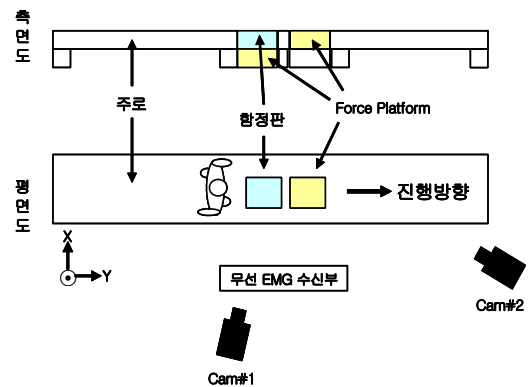 측면도
주로
함정판
Force Platform
평면도
진행방향
X
Y
무선 EMG 수신부
Cam#2
Cam#1